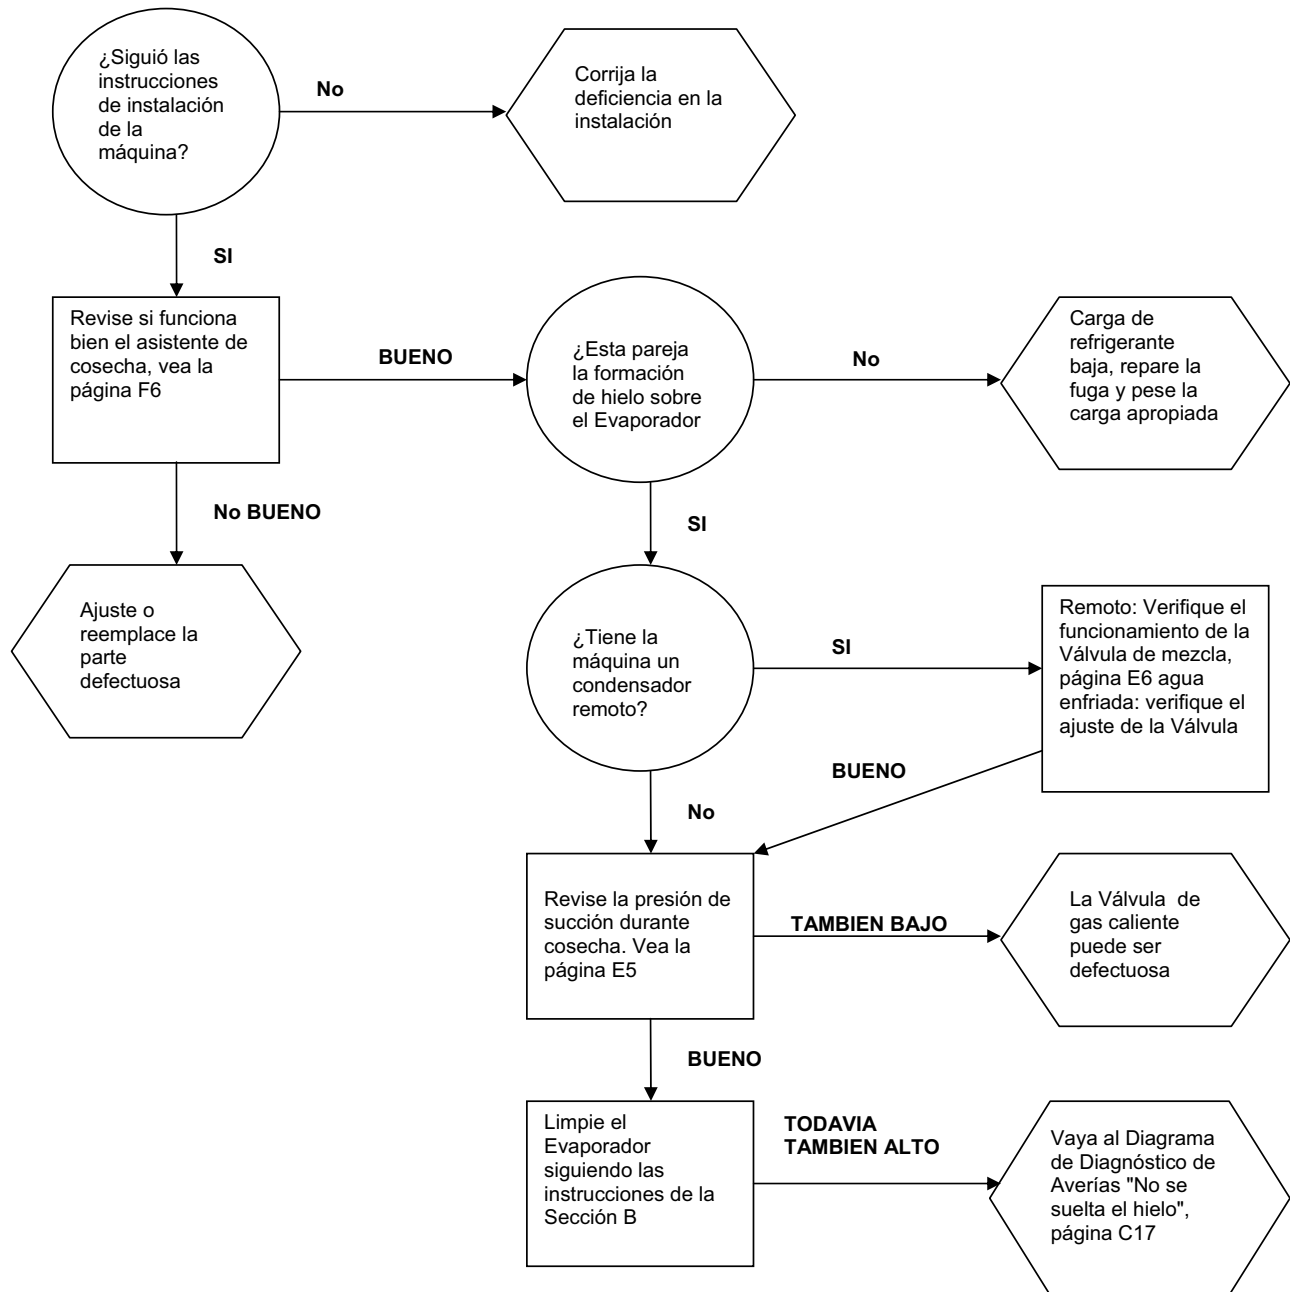 ¿Siguió las
instrucciones
de instalación
de la
máquina?
No
Corrija la
deficiencia en la
instalación
SI
Revise si funciona
bien el asistente de
cosecha, vea la
página F6
BUENO
¿Esta pareja
la formación
de hielo sobre
el Evaporador
No
Carga de
refrigerante
baja, repare la
fuga y pese la
carga apropiada
No BUENO
SI
Ajuste o
reemplace la
parte
defectuosa
¿Tiene la
máquina un
condensador
remoto?
SI
Remoto: Verifique el
funcionamiento de la
Válvula de mezcla,
página E6 agua
enfriada: verifique el
ajuste de la Válvula
BUENO
No
Revise la presión de
succión durante
cosecha. Vea la
página E5
TAMBIEN BAJO
La Válvula de
gas caliente
puede ser
defectuosa
BUENO
Limpie el
Evaporador
siguiendo las
instrucciones de la
Sección B
TODAVIA
TAMBIEN ALTO
Vaya al Diagrama
de Diagnóstico de
Averías "No se
suelta el hielo",
página C17